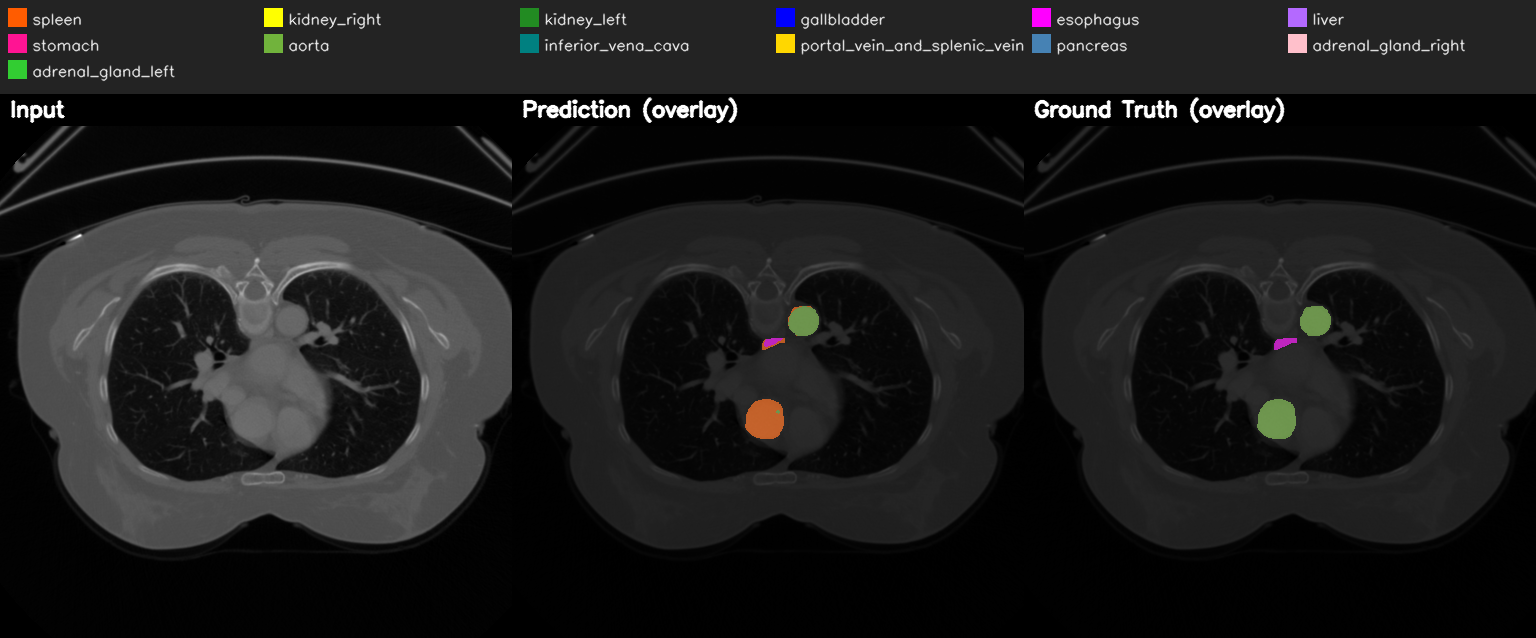 spleen kidney_right kidney_left gallbladder esophagus liver
stomach aorta inferior_vena_cava portal_vein_and_splenic_vein pancreas adrenal_gland_right
adrenal_gland_left
Input Prediction (overlay) Ground Truth (overlay)